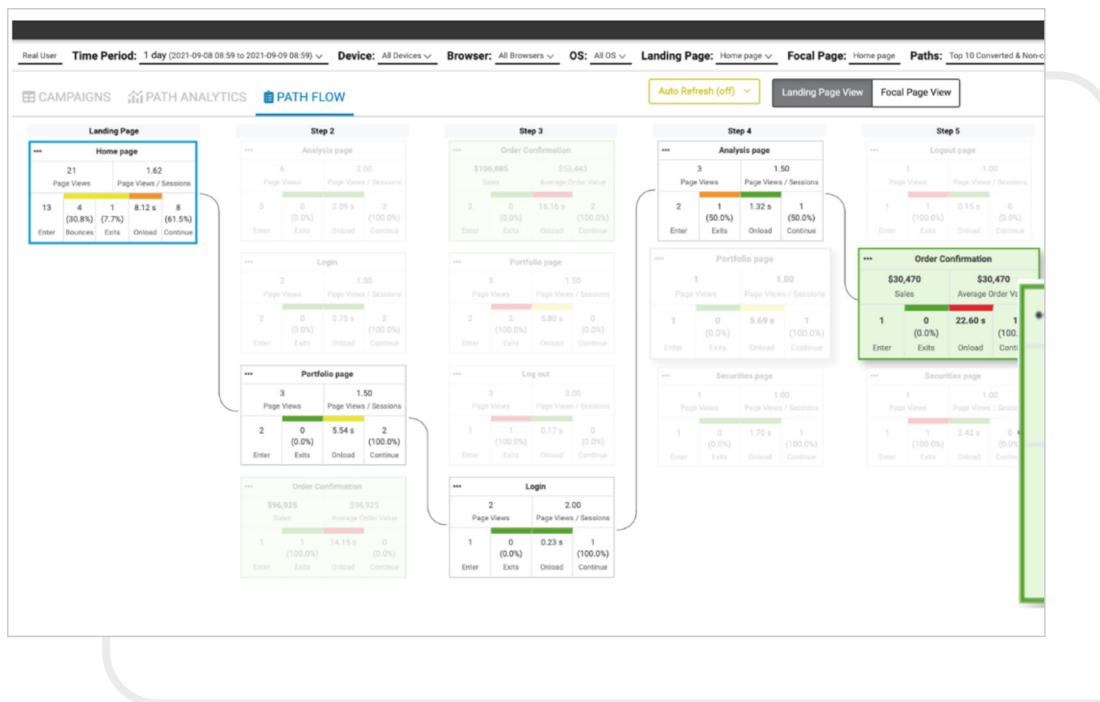 Real User Time Period: 1 day (2021-09-08 08:59 to 2021-09-09 08:59) Device: All Devices Browser: All Browsers OS: All OS Landing Page: Home page Focal Page: Home page Paths: Top 10 Converted & Non-c
CAMPAIGNS PATH ANALYTICS PATH FLOW Auto Refresh (off) Landing Page View Focal Page View
Landing Page
Home page
21 1.62
Page Views Page Views / Sessions
13 4 1 8.12 s 8
(30.8%) (7.7%) (61.5%)
Enter Bounces Exits Onload Continue
Step 2
Analysis page
6 2.00
Page Views Page Views / Sessions
3 0 2.09 s 3
(0.0%) (100.0%)
Enter Exits Onload Continue
Login
2 1.00
Page Views Page Views / Sessions
2 0 0.75 s 2
(0.0%) (100.0%)
Enter Exits Onload Continue
Portfolio page
3 1.50
Page Views Page Views / Sessions
2 0 5.54 s 2
(0.0%) (100.0%)
Enter Exits Onload Continue
Order Confirmation
$96,925 $96,925
Sales Average Order Value
1 1 14.15 s 0
(100.0%) (0.0%)
Enter Exits Onload Continue
Step 3
Order Confirmation
$106,885 $53,443
Sales Average Order Value
2 0 16.16 s 2
(0.0%) (100.0%)
Enter Exits Onload Continue
Portfolio page
3 1.50
Page Views Page Views / Sessions
2 2 5.80 s 0
(100.0%) (0.0%)
Enter Exits Onload Continue
Log out
3 3.00
Page Views Page Views / Sessions
1 1 0.17 s 0
(100.0%) (0.0%)
Enter Exits Onload Continue
Login
2 2.00
Page Views Page Views / Sessions
1 0 0.23 s 1
(0.0%) (100.0%)
Enter Exits Onload Continue
Step 4
Analysis page
3 1.50
Page Views Page Views / Sessions
2 1 1.32 s 1
(50.0%) (50.0%)
Enter Exits Onload Continue
Portfolio page
1 1.00
Page Views Page Views / Sessions
1 0 5.69 s 1
(0.0%) (100.0%)
Enter Exits Onload Continue
Securities page
1 1.00
Page Views Page Views / Sessions
1 0 1.70 s 1
(0.0%) (100.0%)
Enter Exits Onload Continue
Step 5
Logout page
1 1.00
Page Views Page Views / Sessions
1 1 0.15 s 0
(100.0%) (0.0%)
Enter Exits Onload Continue
Order Confirmation
$30,470 $30,470
Sales Average Order Va
1 0 22.60 s 1
(0.0%) (100.
Enter Exits Onload Conti
Securities page
1 1.00
Page Views Page Views / Sessi
1 1 2.42 s 0
(100.0%) (0.0%
Enter Exits Onload Conti